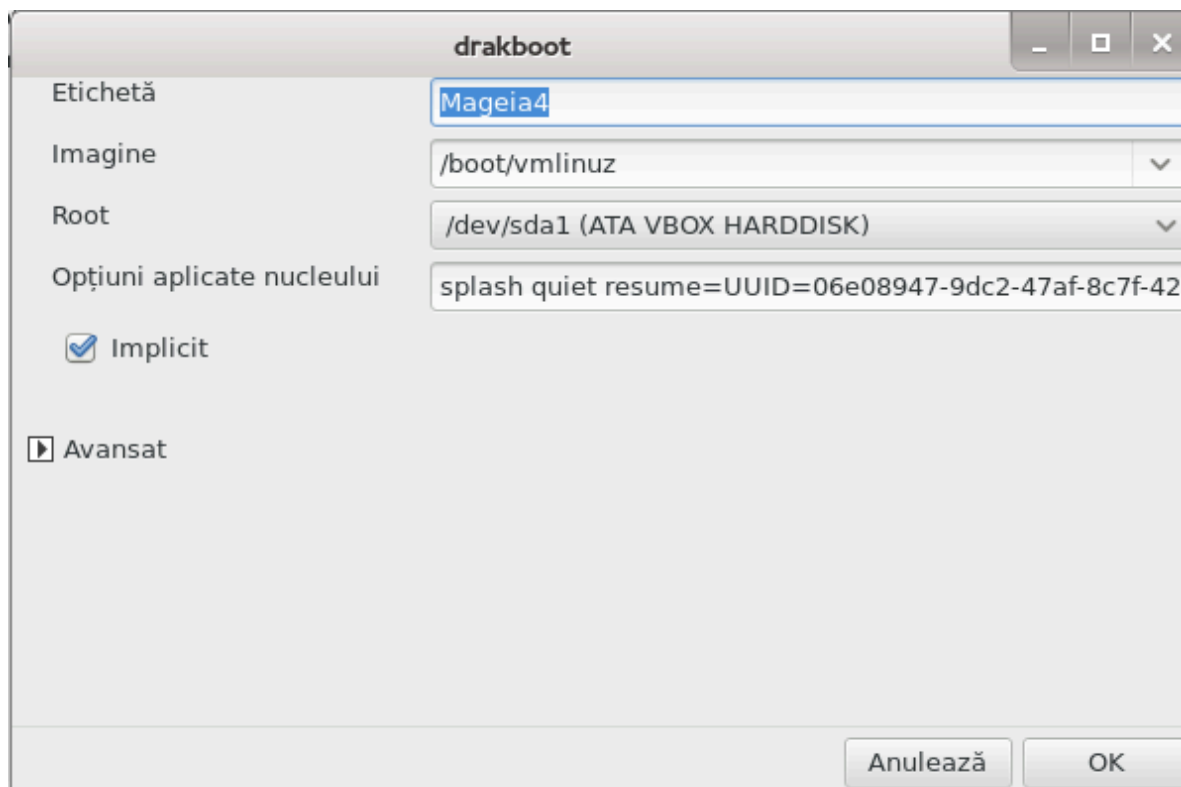 drakboot
Etichetă
Mageia4
Imagine
/boot/vmlinuz
Root
/dev/sda1 (ATA VBOX HARDDISK)
Opțiuni aplicate nucleului
splash quiet resume=UUID=06e08947-9dc2-47af-8c7f-42
Implicit
Avansat
Anulează
OK